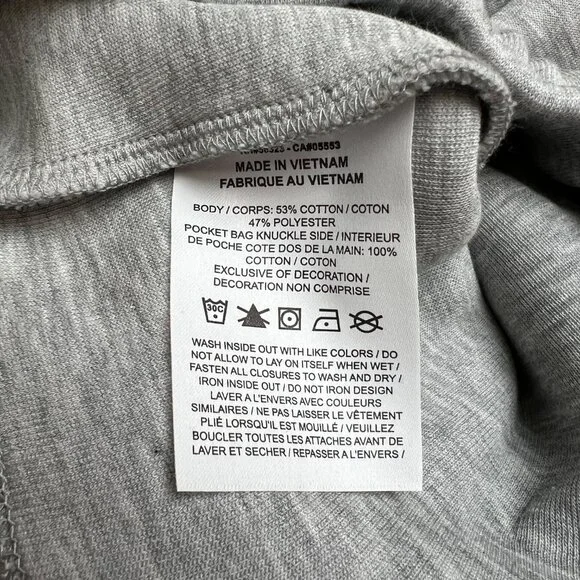 CA#05553
MADE IN VIETNAM
FABRIQUE AU VIETNAM
BODY / CORPS: 53% COTTON / COTON
47% POLYESTER
POCKET BAG KNUCKLE SIDE / INTERIEUR
DE POCHE COTE DOS DE LA MAIN: 100%
COTTON / COTON
EXCLUSIVE OF DECORATION /
DECORATION NON COMPRISE
30C
WASH INSIDE OUT WITH LIKE COLORS / DO
NOT ALLOW TO LAY ON ITSELF WHEN WET /
FASTEN ALL CLOSURES TO WASH AND DRY /
IRON INSIDE OUT / DO NOT IRON DESIGN
LAVER A L'ENVERS AVEC COULEURS
SIMILAIRES / NE PAS LAISSER LE VÊTEMENT
PLIÉ LORSQU'IL EST MOUILLÉ / VEUILLEZ
BOUCLER TOUTES LES ATTACHES AVANT DE
LAVER ET SECHER / REPASSER A L'ENVERS /